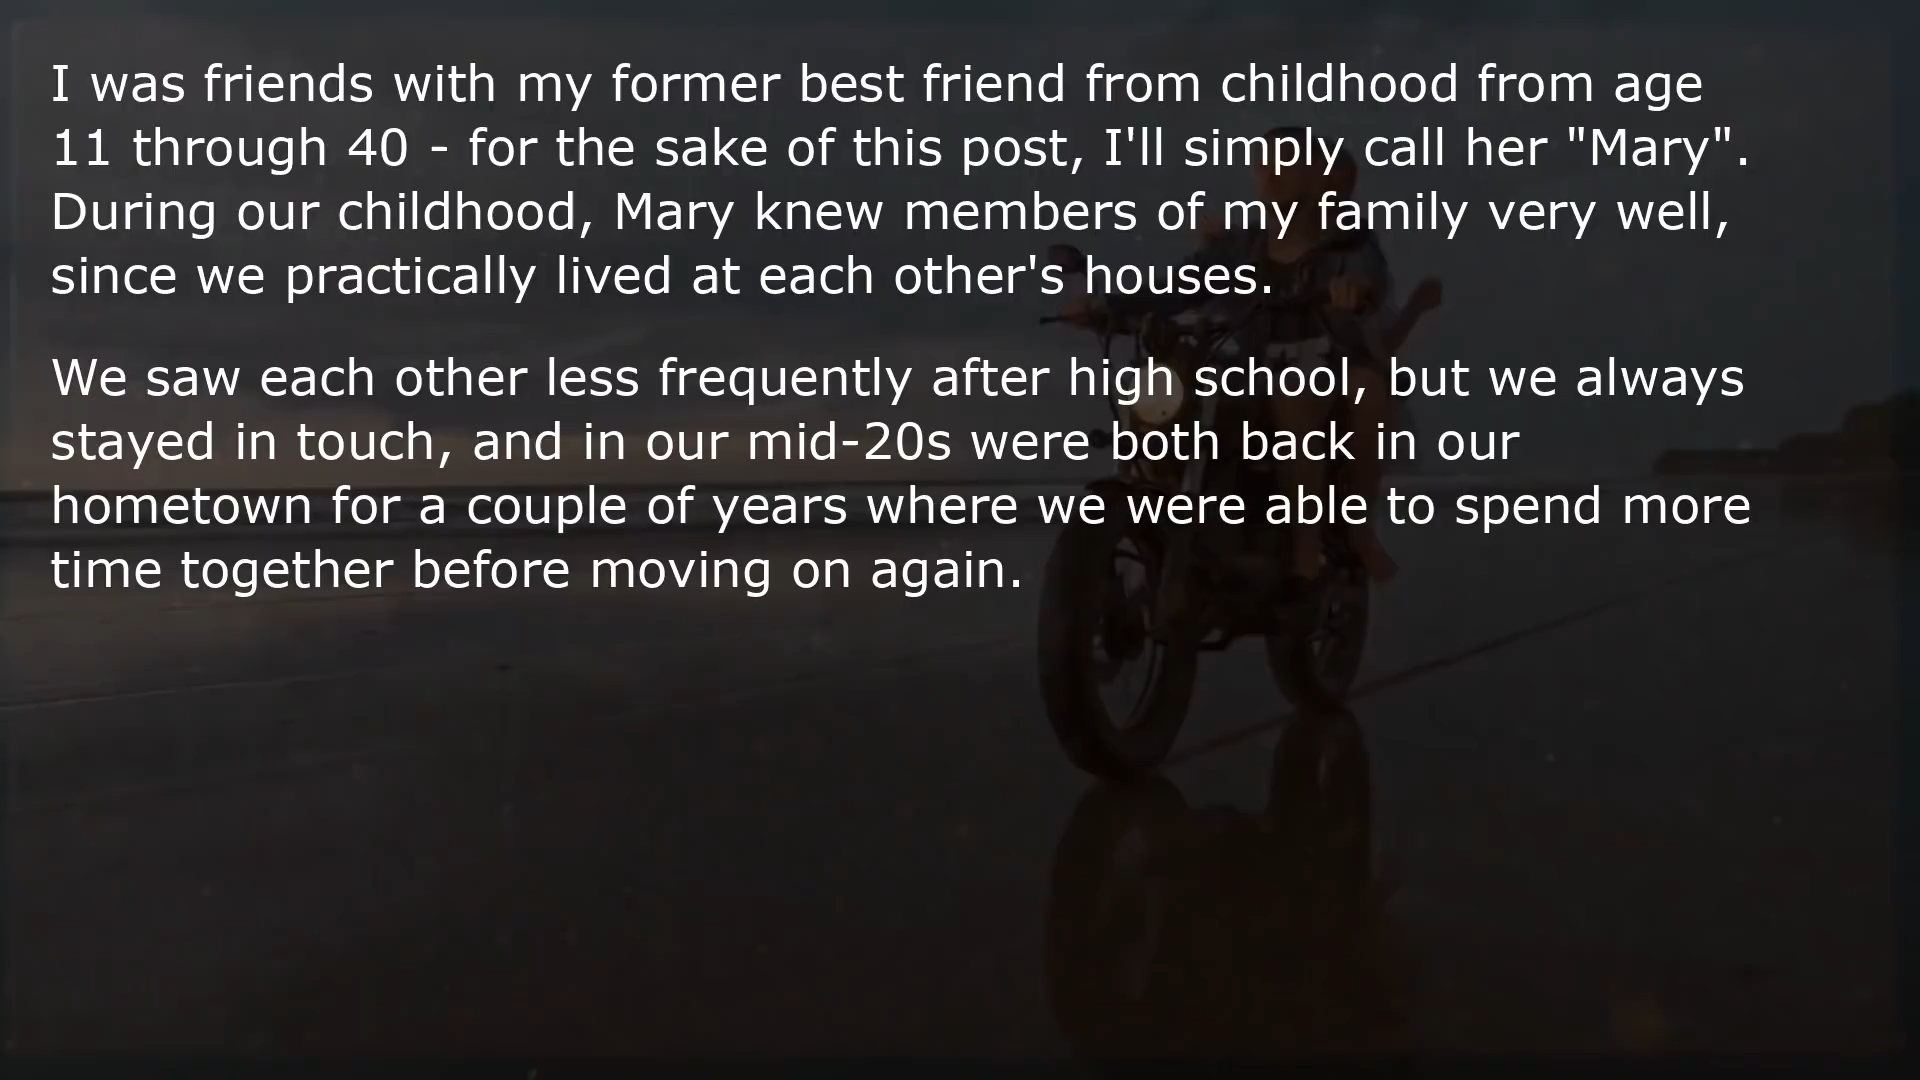 I was friends with my former best friend from childhood from age
11 through 40 - for the sake of this post, I'll simply call her "Mary".
During our childhood, Mary knew members of my family very well,
since we practically lived at each other's houses.
We saw each other less frequently after high school, but we always
stayed in touch, and in our mid-20s were both back in our
hometown for a couple of years where we were able to spend more
time together before moving on again.